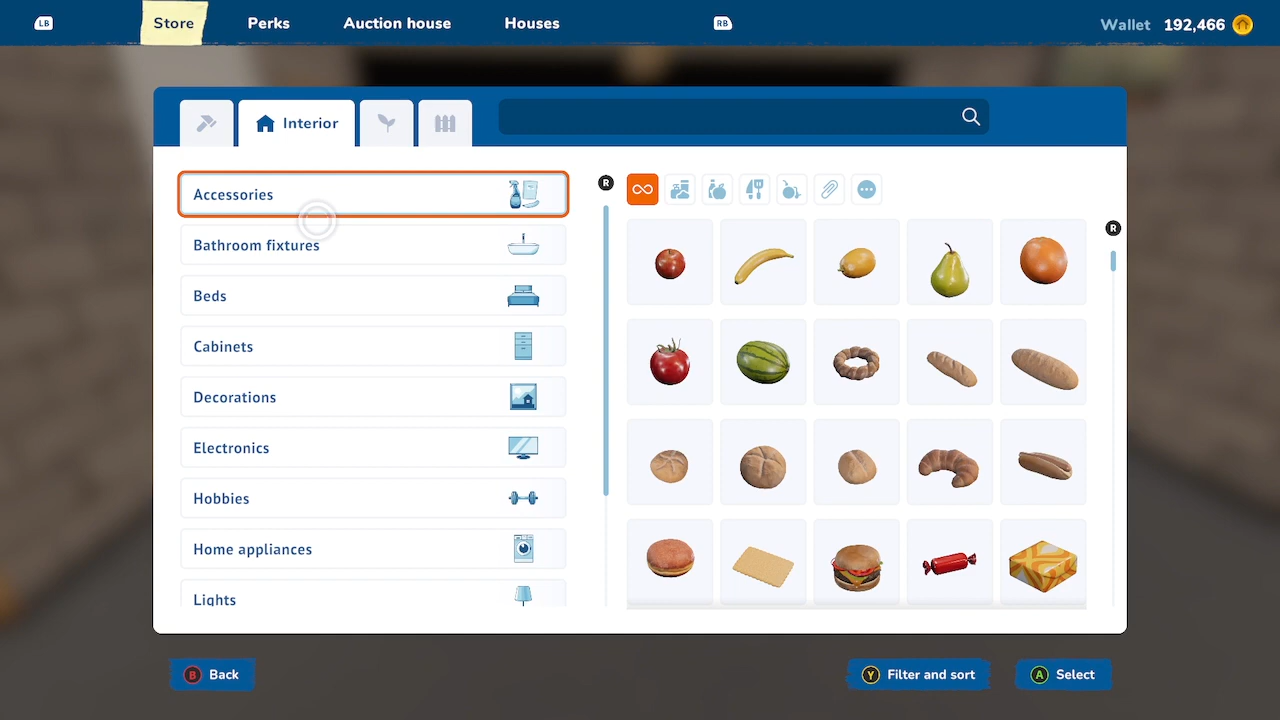 LB
Store
Perks
Auction house
Houses
RB
Wallet 192,466
Interior
Accessories
Bathroom fixtures
Beds
Cabinets
Decorations
Electronics
Hobbies
Home appliances
Lights
R
R
B Back
Y Filter and sort
A Select